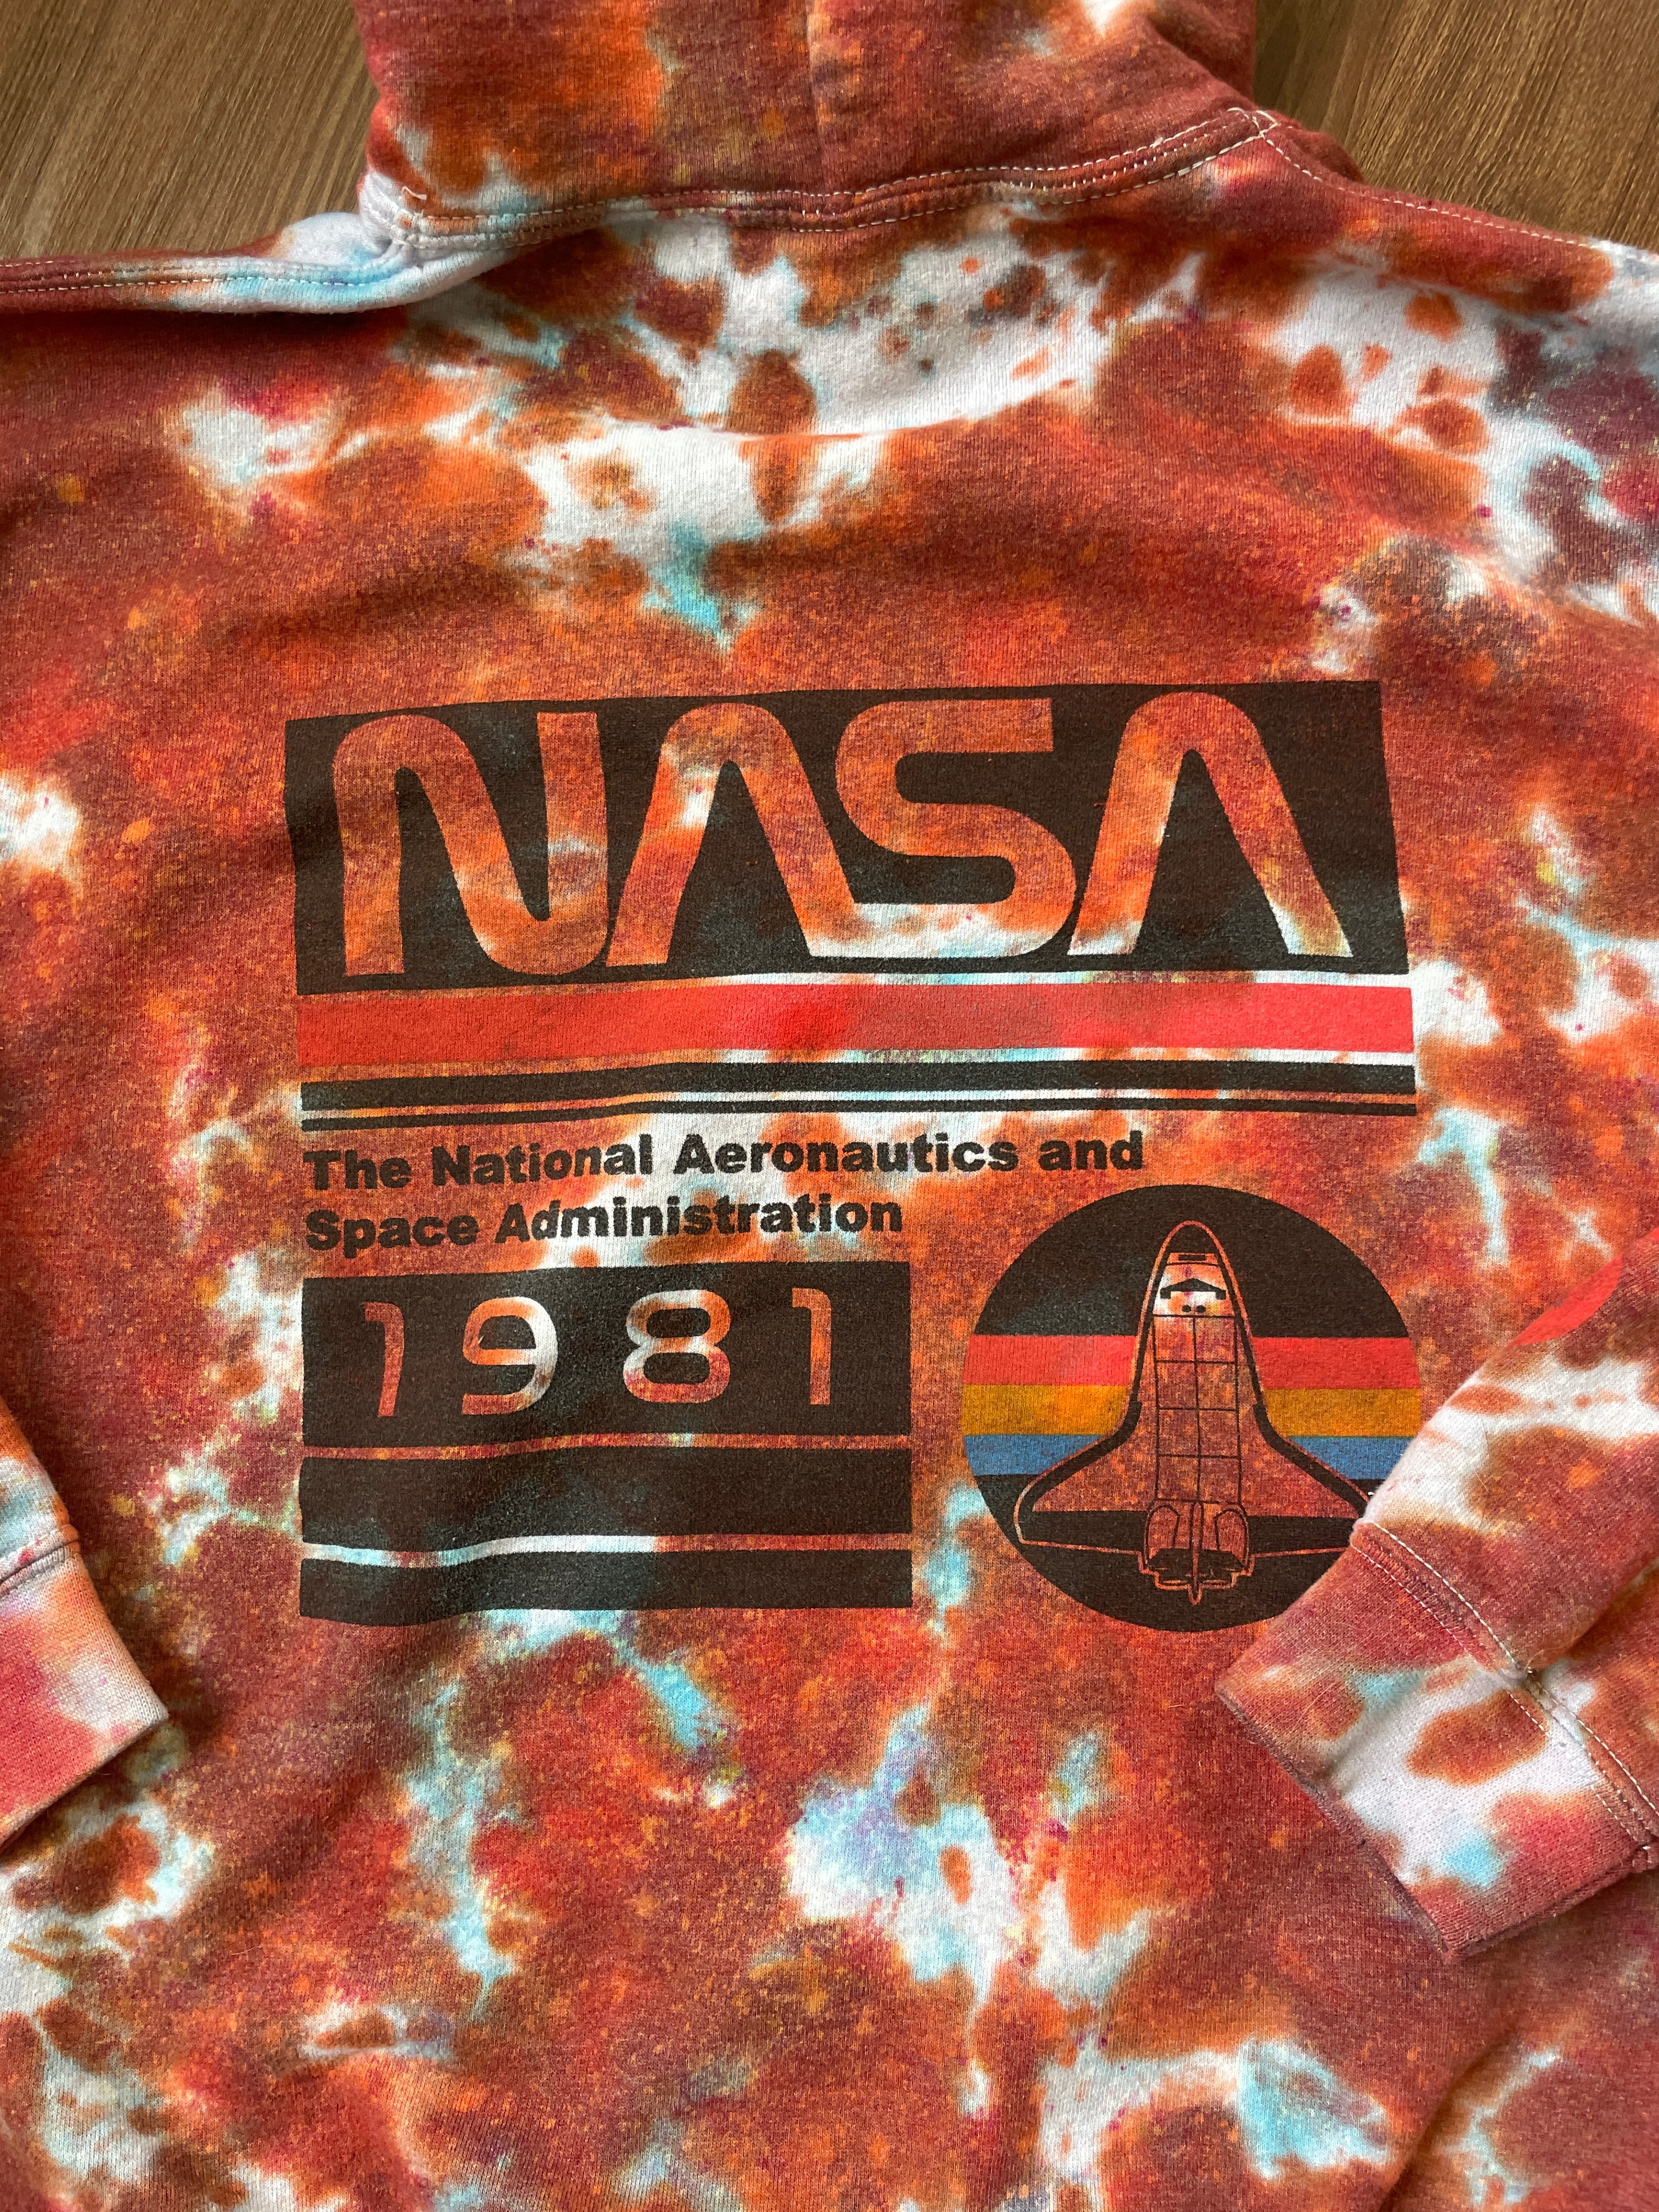 NASA
The National Aeronautics and
Space Administration
1981